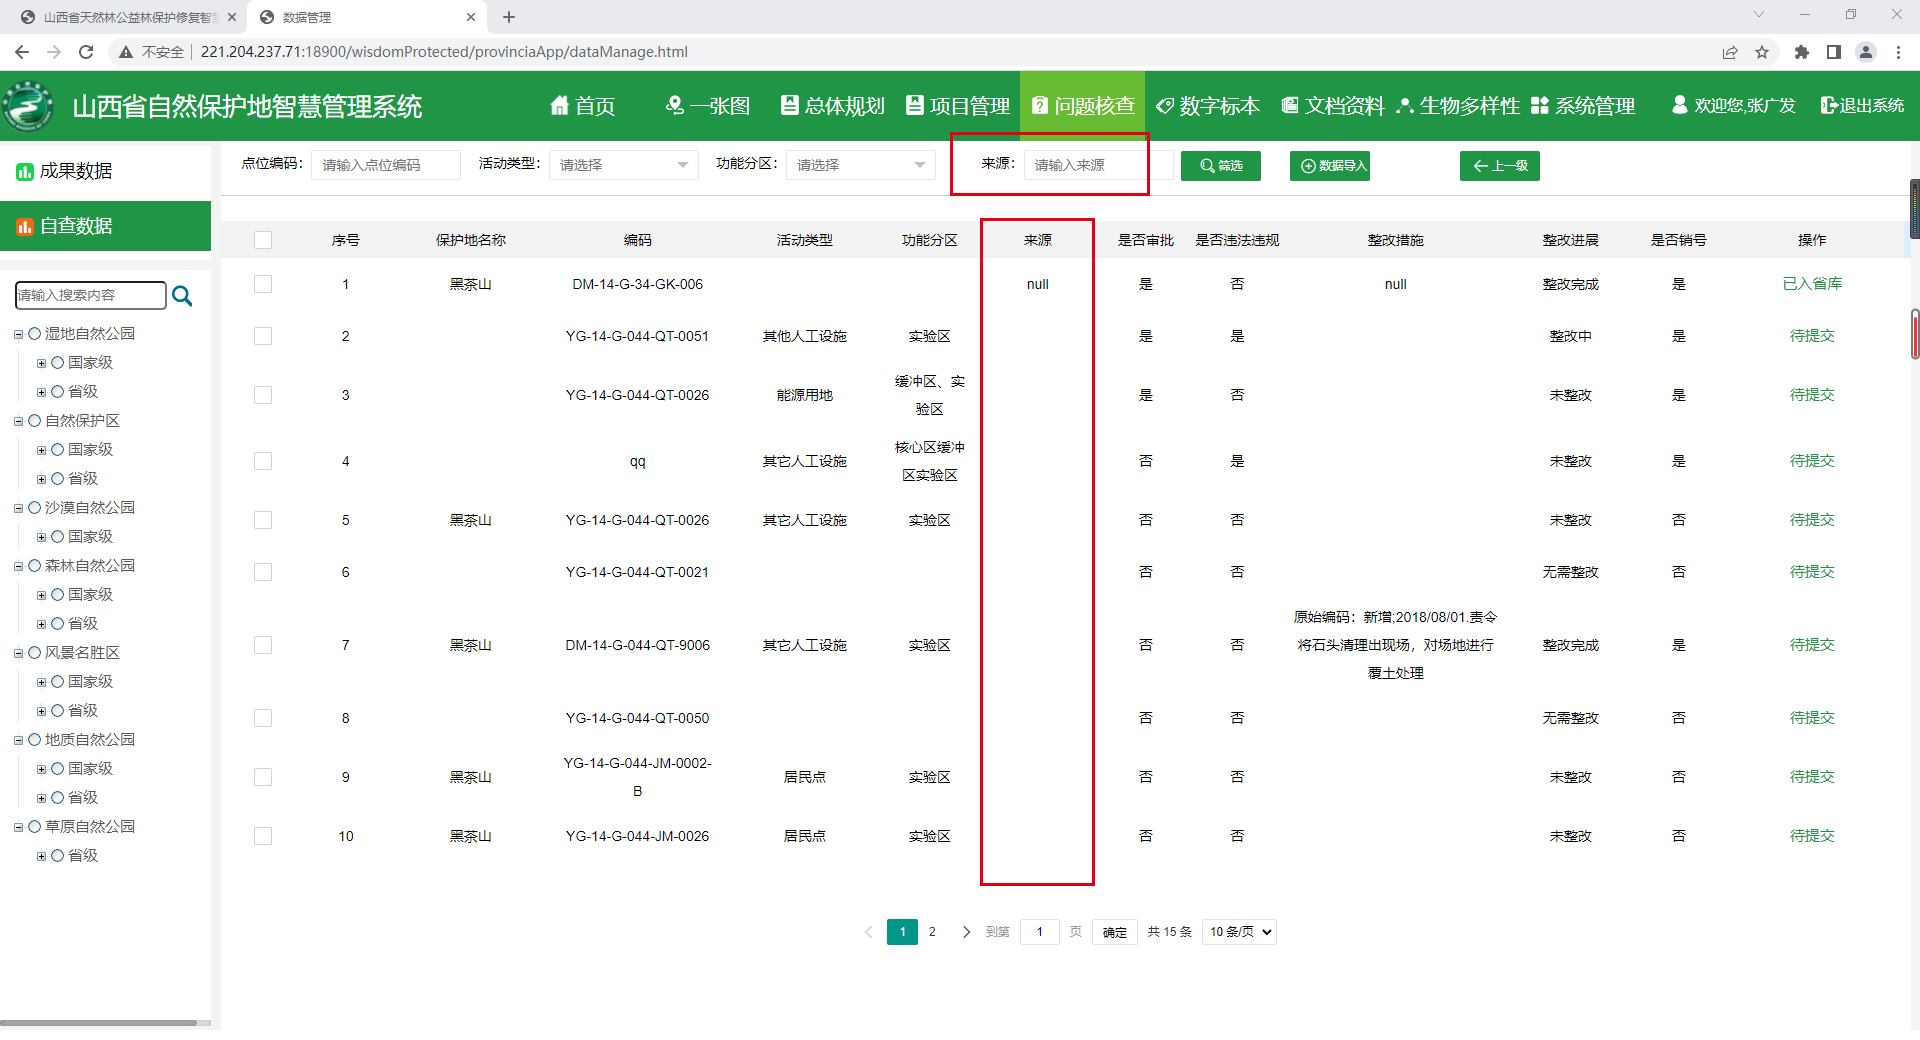 山西省天然林公益林保护修复智慧
数据管理
不安全 221.204.237.71:18900/wisdomProtected/provinciaApp/dataManage.html
山西省自然保护地智慧管理系统 首页 一张图 总体规划 项目管理 问题核查 数字标本 文档资料 生物多样性 系统管理 欢迎您,张广发 退出系统
成果数据
自查数据
请输入搜索内容
湿地自然公园
国家级
省级
自然保护区
国家级
省级
沙漠自然公园
国家级
森林自然公园
国家级
省级
风景名胜区
国家级
省级
地质自然公园
国家级
省级
草原自然公园
省级
点位编码： 请输入点位编码 活动类型： 请选择 功能分区： 请选择 来源： 请输入来源 筛选 数据导入 上一级
序号 保护地名称 编码 活动类型 功能分区 来源 是否审批 是否违法违规 整改措施 整改进展 是否销号 操作
1 黑茶山 DM-14-G-34-GK-006 null 是 否 null 整改完成 是 已入省库
2 YG-14-G-044-QT-0051 其他人工设施 实验区 是 是 整改中 是 待提交
3 YG-14-G-044-QT-0026 能源用地 缓冲区、实
验区 是 否 未整改 是 待提交
4 qq 其它人工设施 核心区缓冲
区实验区 否 是 未整改 是 待提交
5 黑茶山 YG-14-G-044-QT-0026 其它人工设施 实验区 否 否 未整改 否 待提交
6 YG-14-G-044-QT-0021 否 否 无需整改 否 待提交
7 黑茶山 DM-14-G-044-QT-9006 其它人工设施 实验区 否 否 原始编码：新增;2018/08/01.责令
将石头清理出现场，对场地进行
覆土处理 整改完成 是 待提交
8 YG-14-G-044-QT-0050 否 否 无需整改 否 待提交
9 黑茶山 YG-14-G-044-JM-0002-
B 居民点 实验区 否 否 未整改 否 待提交
10 黑茶山 YG-14-G-044-JM-0026 居民点 实验区 否 否 未整改 否 待提交
1 2 到第 1 页 确定 共 15 条 10 条/页